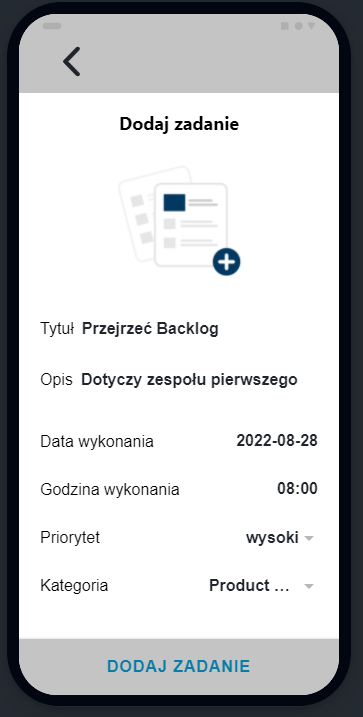 Dodaj zadanie
Tytuł Przejrzeć Backlog
Opis Dotyczy zespołu pierwszego
Data wykonania 2022-08-28
Godzina wykonania 08:00
Priorytet wysoki
Kategoria Product ...
DODAJ ZADANIE